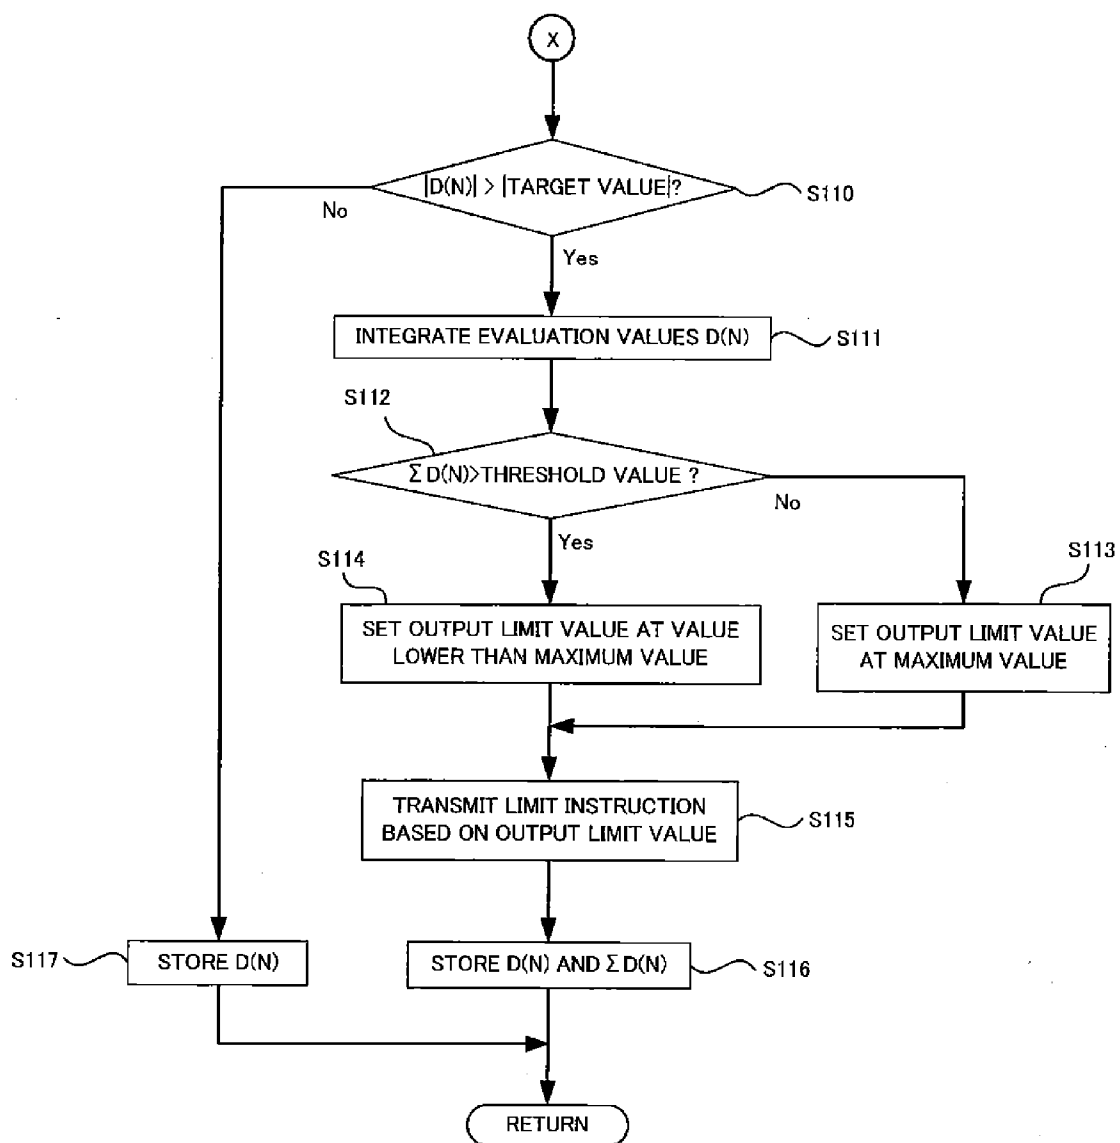 X
|D(N)| > |TARGET VALUE|?
S110
No
Yes
INTEGRATE EVALUATION VALUES D(N)
S111
S112
Σ D(N)>THRESHOLD VALUE ?
No
Yes
S114
S113
SET OUTPUT LIMIT VALUE AT VALUE
LOWER THAN MAXIMUM VALUE
SET OUTPUT LIMIT VALUE
AT MAXIMUM VALUE
TRANSMIT LIMIT INSTRUCTION
BASED ON OUTPUT LIMIT VALUE
S115
S117
STORE D(N)
STORE D(N) AND Σ D(N)
S116
RETURN